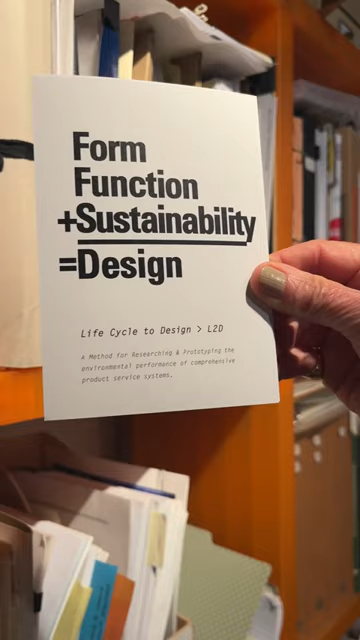 Form
Function
+Sustainability
=Design
Life Cycle to Design > L2D
A Method for Researching & Prototyping the
environmental performance of comprehensive
product service systems.